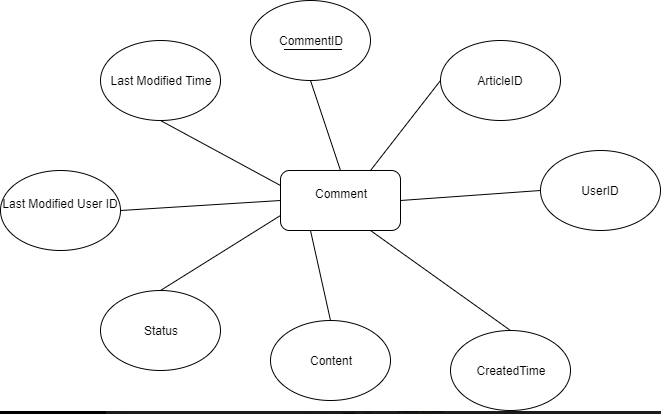 CommentID
Last Modified Time
ArticleID
Comment
UserID
Last Modified User ID
Status
Content
CreatedTime